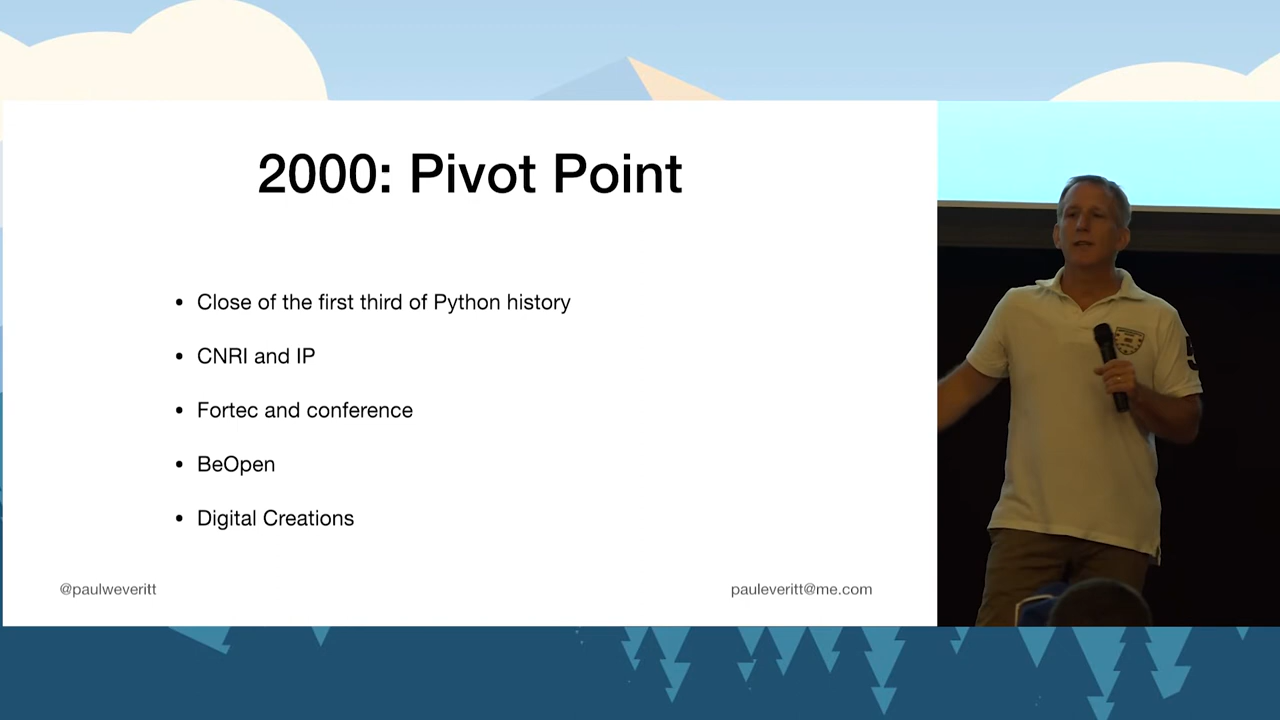 2000: Pivot Point
• Close of the first third of Python history
• CNRI and IP
• Fortec and conference
• BeOpen
• Digital Creations
@paulweveritt
pauleveritt@me.com